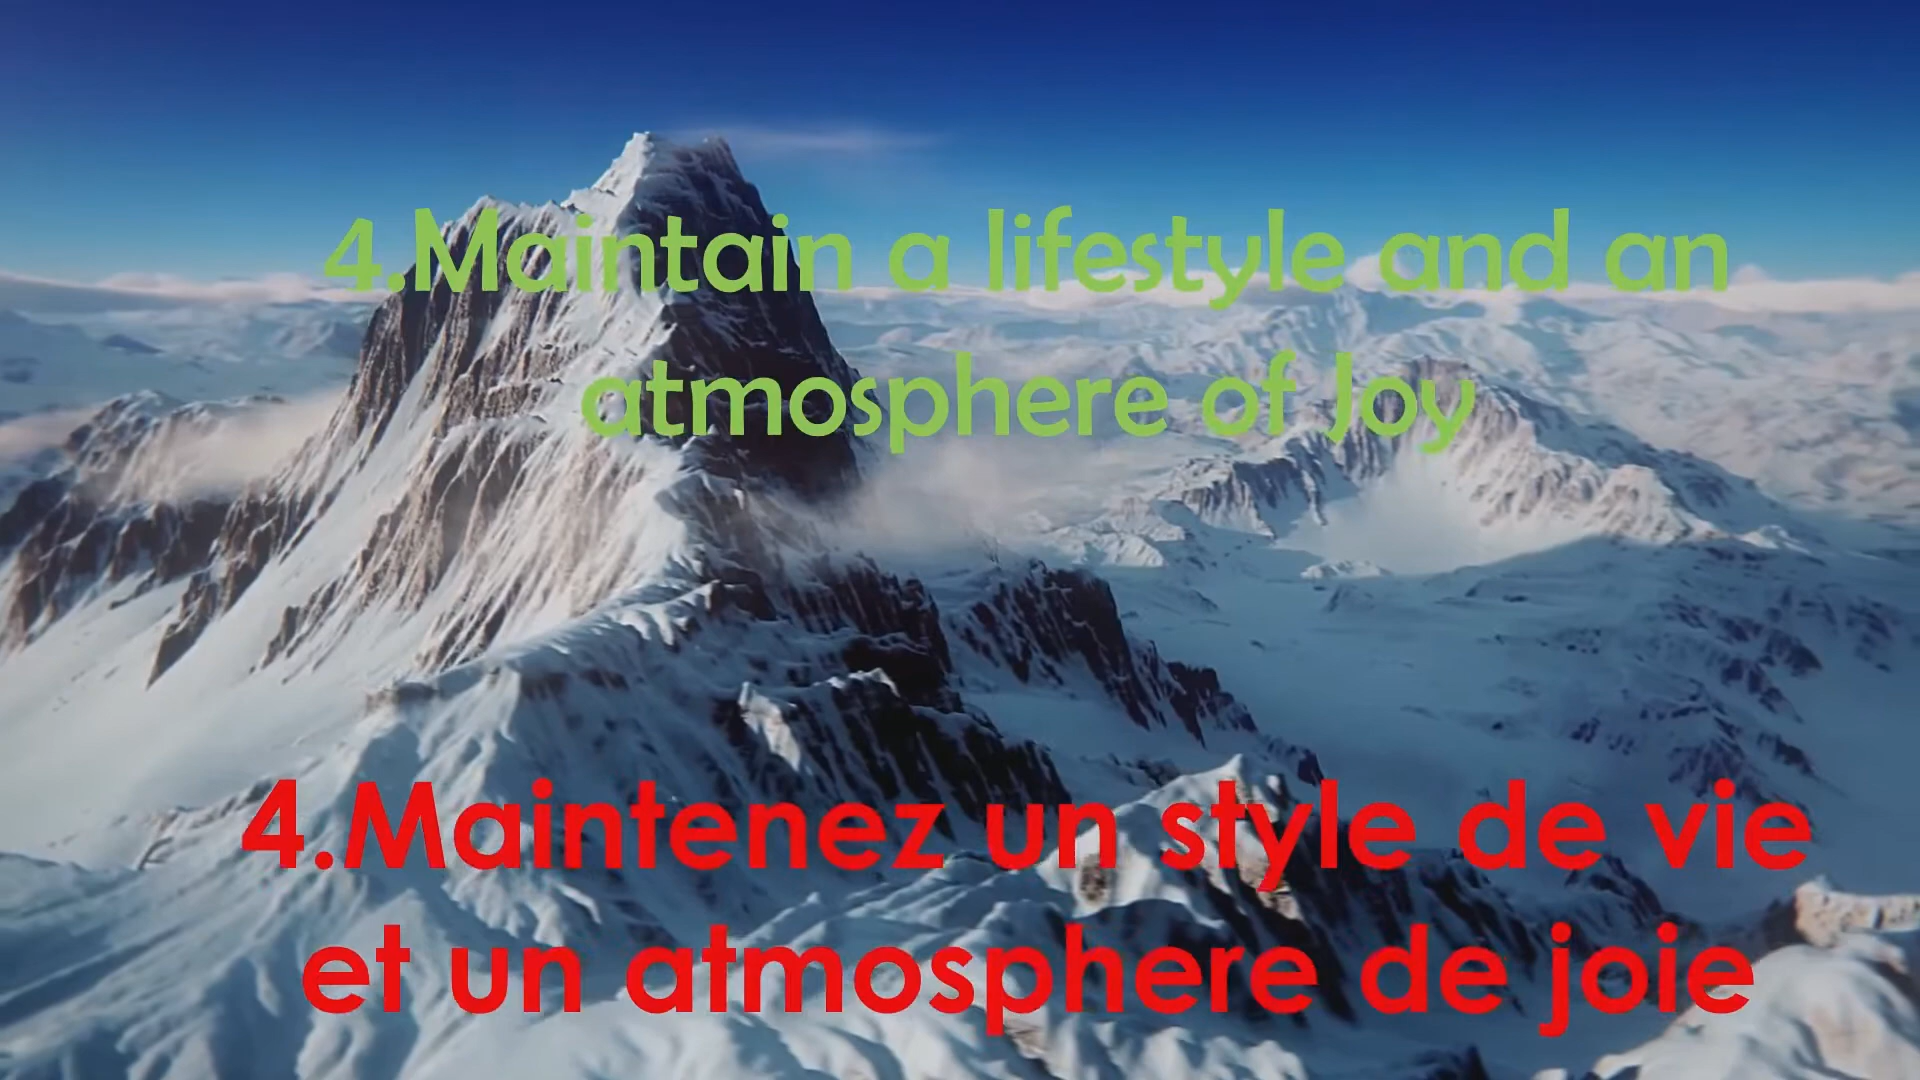 4.Maintain a lifestyle and an
atmosphere of Joy
4.Maintenez un style de vie
et un atmosphere de joie